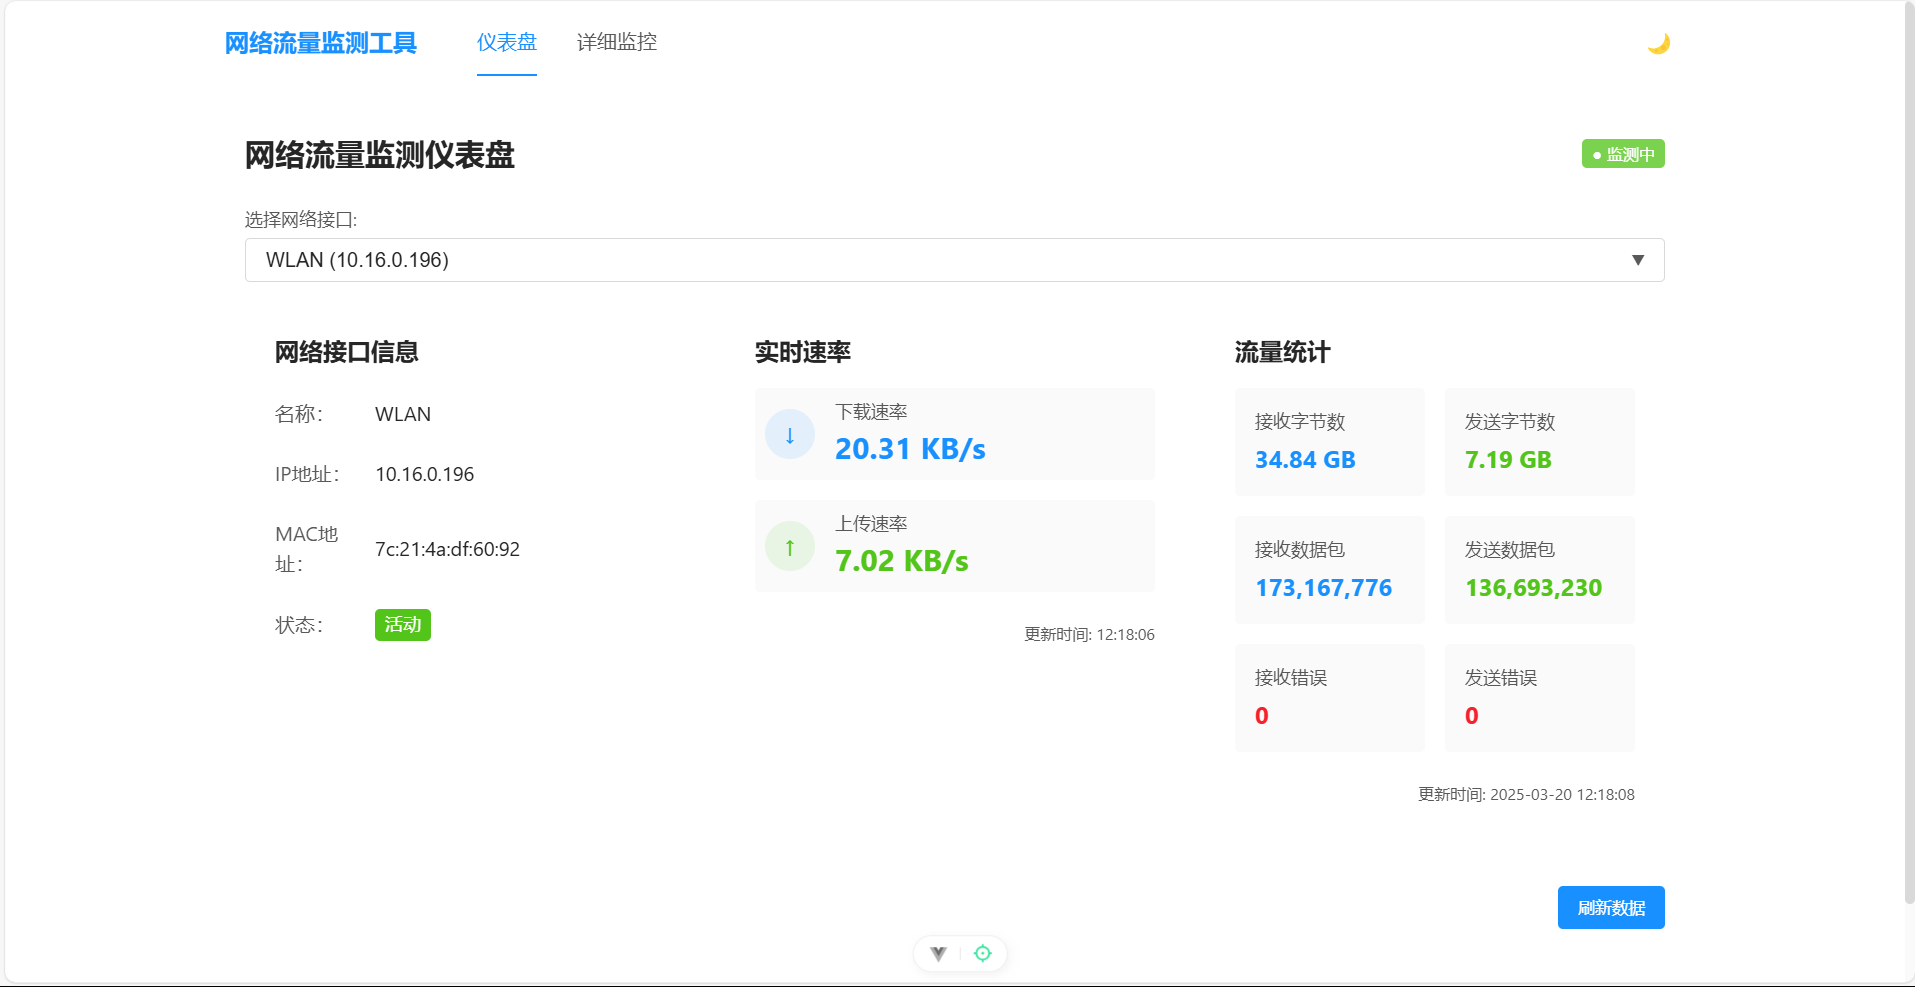 网络流量监测工具
仪表盘
详细监控
网络流量监测仪表盘
监测中
选择网络接口:
WLAN (10.16.0.196)
网络接口信息
名称：
WLAN
IP地址：
10.16.0.196
MAC地
址：
7c:21:4a:df:60:92
状态：
活动
实时速率
↓
下载速率
20.31 KB/s
↑
上传速率
7.02 KB/s
更新时间: 12:18:06
流量统计
接收字节数
34.84 GB
发送字节数
7.19 GB
接收数据包
173,167,776
发送数据包
136,693,230
接收错误
0
发送错误
0
更新时间: 2025-03-20 12:18:08
刷新数据